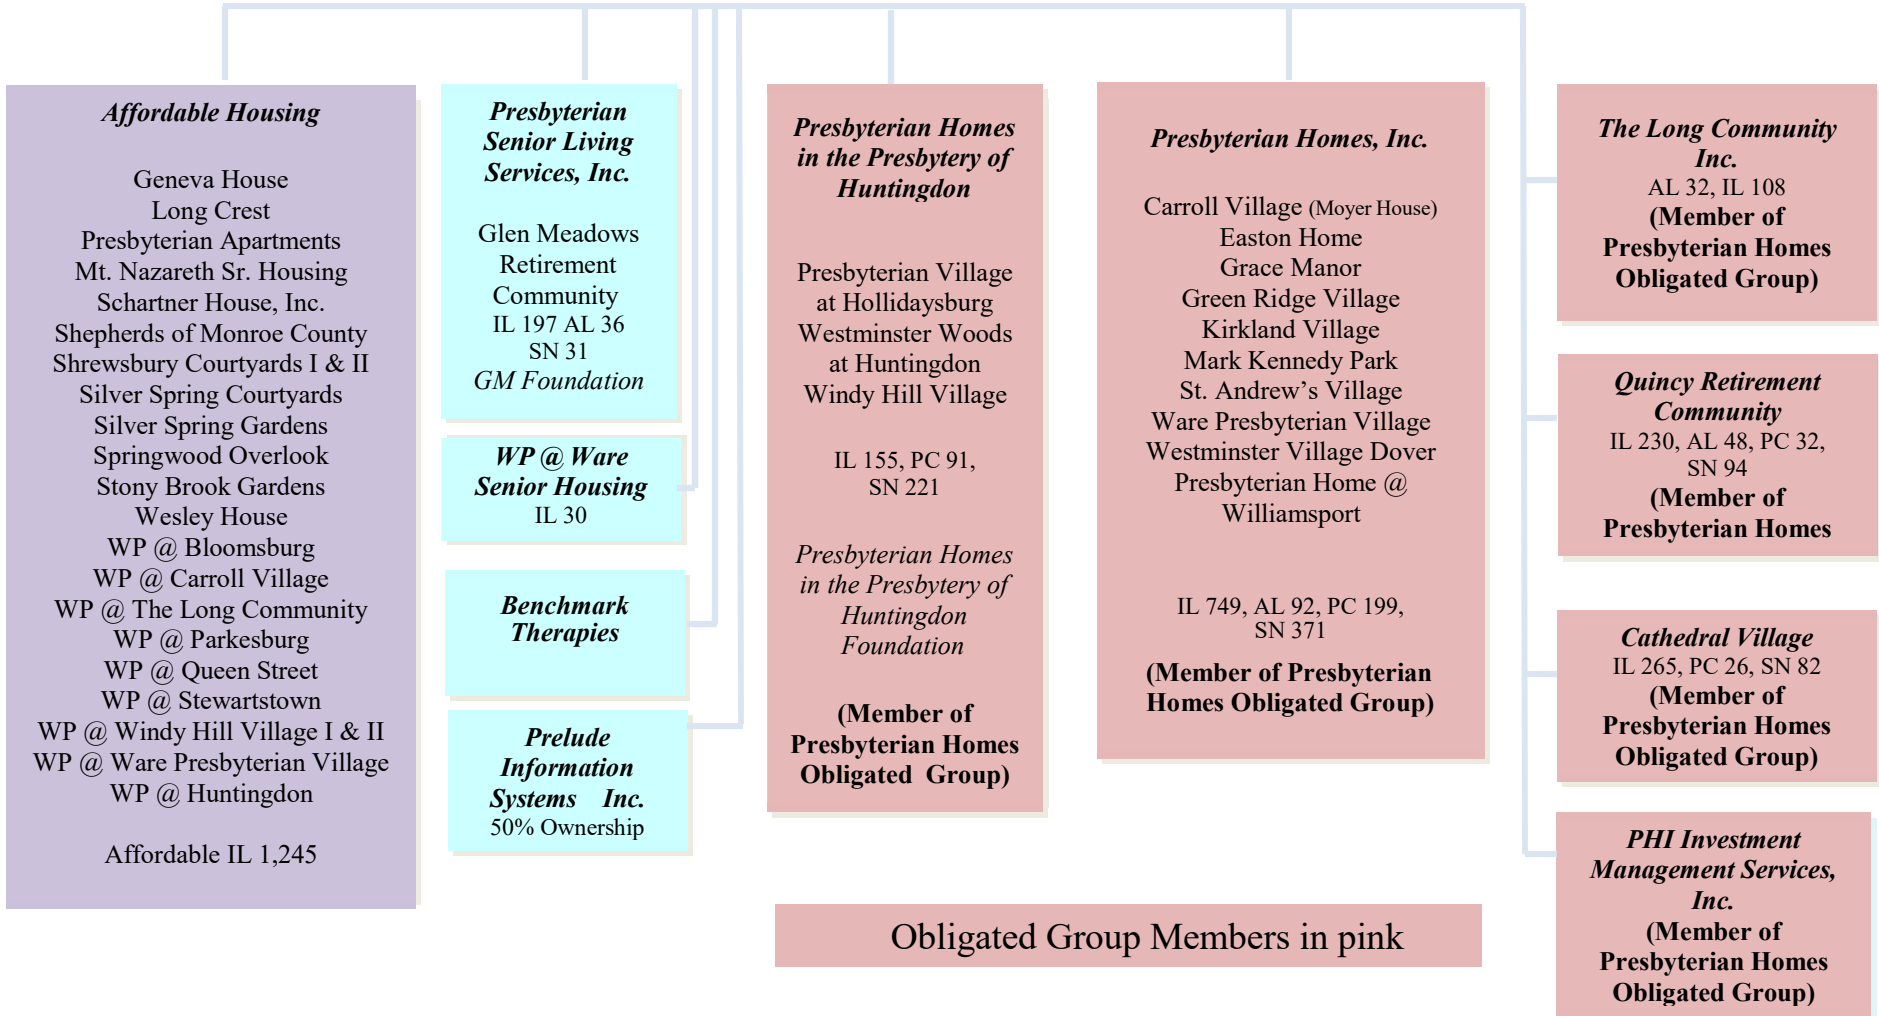 Affordable Housing
Geneva House
Long Crest
Presbyterian Apartments
Mt. Nazareth Sr. Housing
Schartner House, Inc.
Shepherds of Monroe County
Shrewsbury Courtyards I & II
Silver Spring Courtyards
Silver Spring Gardens
Springwood Overlook
Stony Brook Gardens
Wesley House
WP @ Bloomsburg
WP @ Carroll Village
WP @ The Long Community
WP @ Parkesburg
WP @ Queen Street
WP @ Stewartstown
WP @ Windy Hill Village I & II
WP @ Ware Presbyterian Village
WP @ Huntingdon
Affordable IL 1,245
Presbyterian
Senior Living
Services, Inc.
Glen Meadows
Retirement
Community
IL 197 AL 36
SN 31
GM Foundation
WP @ Ware
Senior Housing
IL 30
Benchmark
Therapies
Prelude
Information
Systems Inc.
50% Ownership
Presbyterian Homes
in the Presbytery of
Huntingdon
Presbyterian Village
at Hollidaysburg
Westminster Woods
at Huntingdon
Windy Hill Village
IL 155, PC 91,
SN 221
Presbyterian Homes
in the Presbytery of
Huntingdon
Foundation
(Member of
Presbyterian Homes
Obligated Group)
Presbyterian Homes, Inc.
Carroll Village (Moyer House)
Easton Home
Grace Manor
Green Ridge Village
Kirkland Village
Mark Kennedy Park
St. Andrew’s Village
Ware Presbyterian Village
Westminster Village Dover
Presbyterian Home @
Williamsport
IL 749, AL 92, PC 199,
SN 371
(Member of Presbyterian
Homes Obligated Group)
The Long Community
Inc.
AL 32, IL 108
(Member of
Presbyterian Homes
Obligated Group)
Quincy Retirement
Community
IL 230, AL 48, PC 32,
SN 94
(Member of
Presbyterian Homes
Cathedral Village
IL 265, PC 26, SN 82
(Member of
Presbyterian Homes
Obligated Group)
PHI Investment
Management Services,
Inc.
(Member of
Presbyterian Homes
Obligated Group)
Obligated Group Members in pink